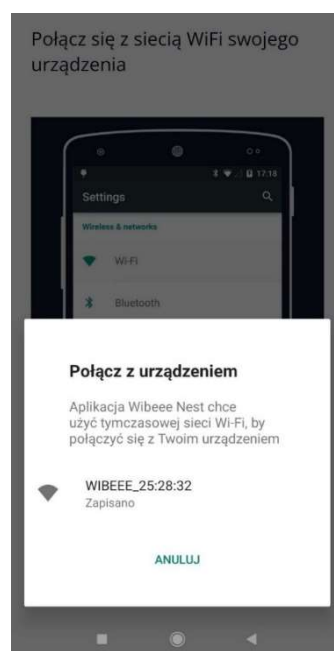 Połącz się z siecią WiFi swojego
urządzenia
17:18
Settings
Wireless & networks
Wi-Fi
Bluetooth
Połącz z urządzeniem
Aplikacja Wibeee Nest chce
użyć tymczasowej sieci Wi-Fi, by
połączyć się z Twoim urządzeniem
WIBEEE_25:28:32
Zapisano
ANULUJ